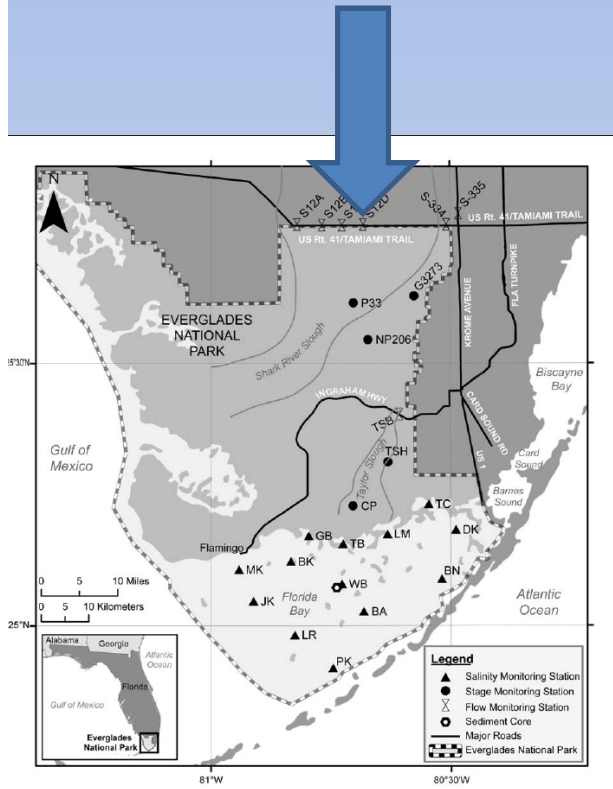 N
S12A
S12B
S12D
S-334
S-335
US Rt. 41/TAMIAMI TRAIL
US Rt. 41/TAMIAMI TRAIL
G3273
P33
NP206
KROME AVENUE
FLA TURNPIKE
EVERGLADES
NATIONAL
PARK
Shark River Slough
25°30'N
INGRAHAM HWY
Biscayne
Bay
CARD SOUND RD
US 1
TSB
TSH
Taylor Slough
Gulf of
Mexico
Card
Sound
Barnes
Sound
CP
TC
Flamingo
GB
TB
LM
DK
MK
BK
BN
WB
JK
Florida
Bay
BA
Atlantic
Ocean
LR
PK
0 5 10 Miles
0 5 10 Kilometers
25°N
Alabama
Georgia
Atlantic
Ocean
Florida
Gulf of Mexico
Everglades
National Park
Legend
Salinity Monitoring Station
Stage Monitoring Station
Flow Monitoring Station
Sediment Core
Major Roads
Everglades National Park
81°W
80°30'W